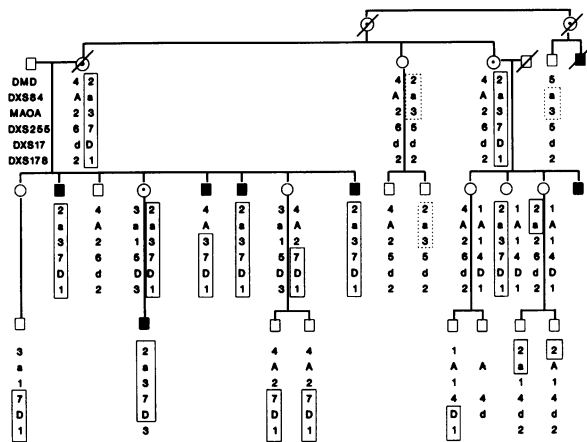 DMD 4 2 4 2 4 2 5
DXS84 A a A a A a a
MAOA 2 3 2 3 2 3 3
DXS255 6 7 6 5 6 7 5
DXS17 d D d d d D d
DXS178 2 1 2 2 2 1 2
2 4 3 2 4 2 3 4 2 4 2 4 1 2 1 2 1
a A a a A a a A a A a A A a A a A
3 2 1 3 3 3 1 2 3 2 3 2 1 3 1 2 1
7 6 5 7 7 7 5 7 7 6 5 6 4 7 4 6 4
D d D D D D D D D d d d D D D d D
1 2 3 1 1 1 3 1 1 2 2 2 1 1 1 2 1
3 2 4 4 1 2 2
a a A A A A a A
1 3 2 2 1 1 1
7 7 7 7 4 4 4 4
D D D D D d d d
1 3 1 1 1 2 2